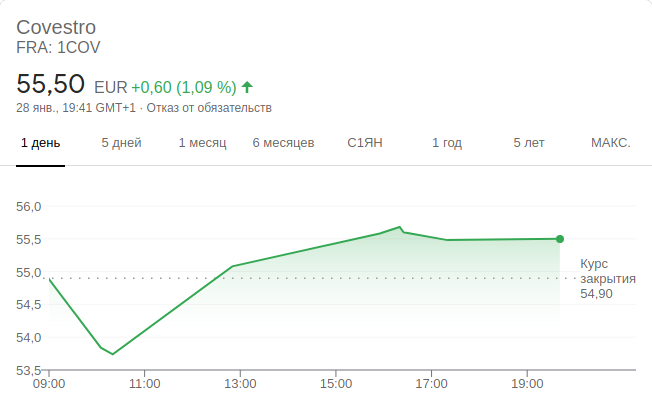 Covestro
FRA: 1COV
55,50 EUR +0,60 (1,09 %)
28 янв., 19:41 GMT+1 · Отказ от обязательств
1 день 5 дней 1 месяц 6 месяцев С1ЯН 1 год 5 лет МАКС.
56,0
55,5
55,0
54,5
54,0
53,5
Курс
закрытия
54,90
09:00 11:00 13:00 15:00 17:00 19:00